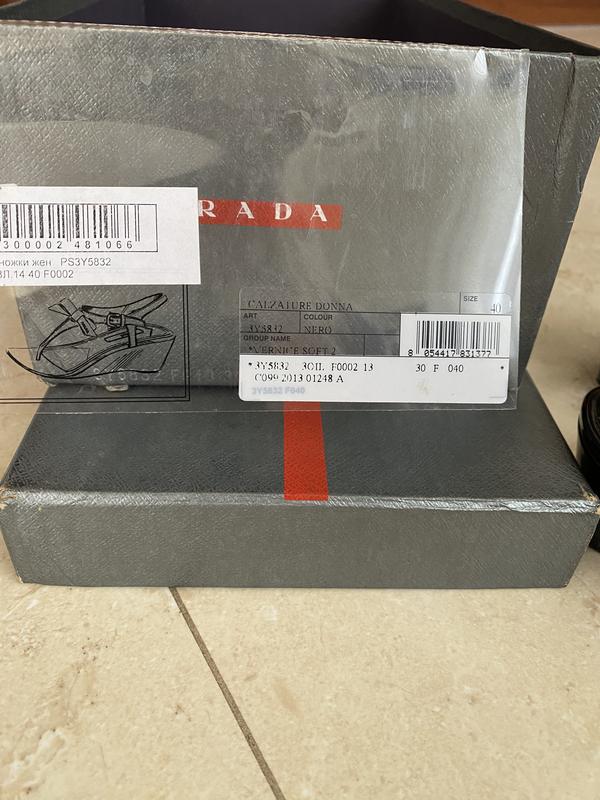 RADA
300002 481066
ножки жен PS3Y5832
ВЛ.14 40 F0002
CALZATURE DONNA
SIZE
40
ART COLOUR
3Y5832 NERO
GROUP NAME
*VERNICE SOFT 2
8 054417 831377
*3Y5832 3OIL F0002 13 30 F 040 *
C099 2013 01248 A
3Y5832 F040